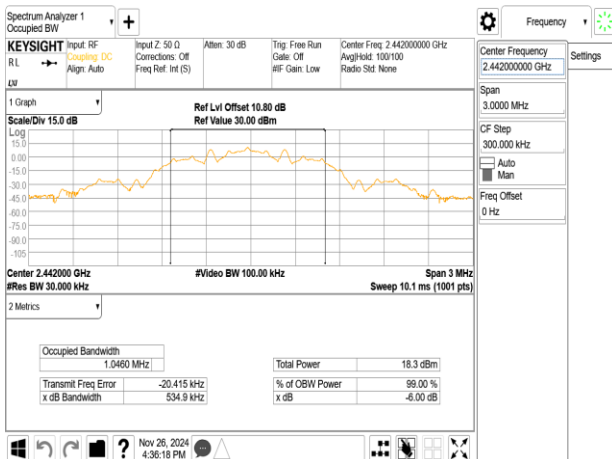 Spectrum Analyzer 1
Occupied BW
+
Frequency
KEYSIGHT
RL
Input: RF
Coupling: DC
Align: Auto
Input Z: 50 Ω
Corrections: Off
Freq Ref: Int (S)
Atten: 30 dB
Trig: Free Run
Gate: Off
#IF Gain: Low
Center Freq: 2.442000000 GHz
Avg|Hold: 100/100
Radio Std: None
Center Frequency
2.442000000 GHz
Settings
Span
3.0000 MHz
CF Step
300.000 kHz
Auto
Man
Freq Offset
0 Hz
1 Graph
Scale/Div 15.0 dB
Ref Lvl Offset 10.80 dB
Ref Value 30.00 dBm
Log
15.0
0.00
-15.0
-30.0
-45.0
-60.0
-75.0
-90.0
-105
Center 2.442000 GHz
#Video BW 100.00 kHz
Span 3 MHz
#Res BW 30.000 kHz
Sweep 10.1 ms (1001 pts)
2 Metrics
Occupied Bandwidth
1.0460 MHz
Total Power 18.3 dBm
Transmit Freq Error -20.415 kHz
% of OBW Power 99.00 %
x dB Bandwidth 534.9 kHz
x dB -6.00 dB
?
Nov 26, 2024
4:36:18 PM